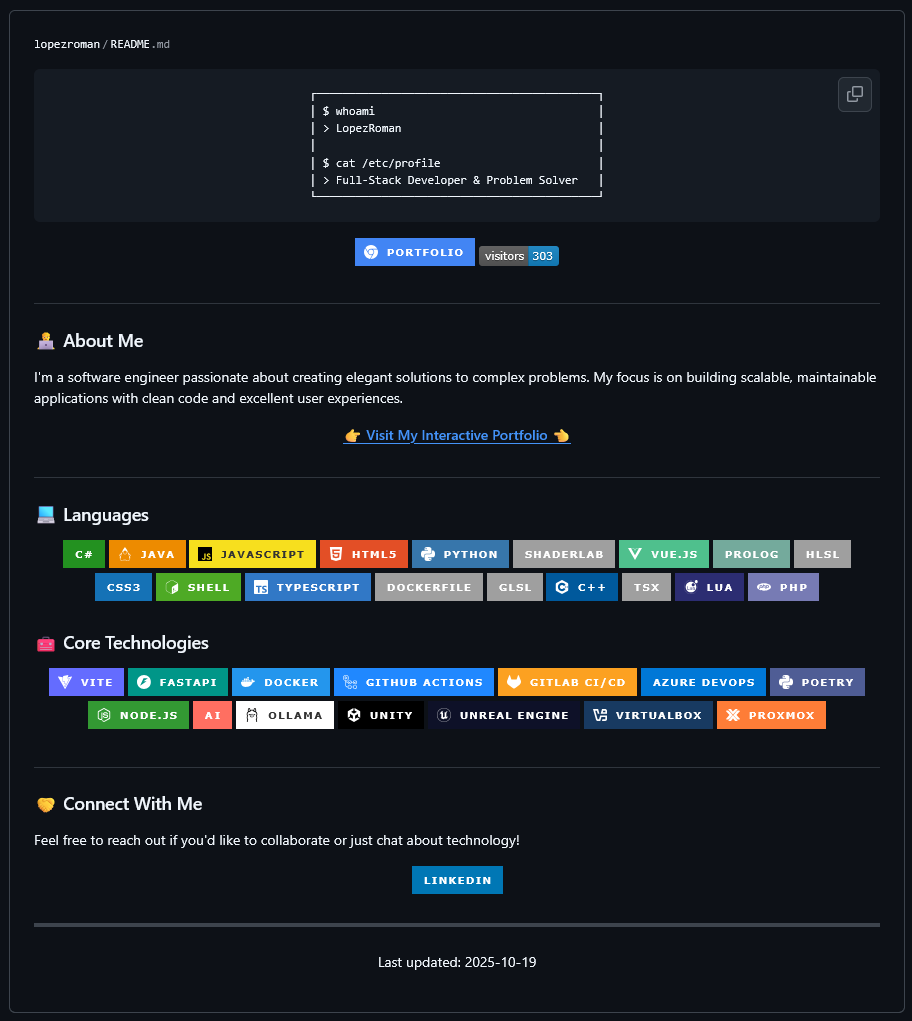 lopezroman/README.md
$ whoami
> LopezRoman
$ cat /etc/profile
> Full-Stack Developer & Problem Solver
PORTFOLIO visitors 303
About Me
I'm a software engineer passionate about creating elegant solutions to complex problems. My focus is on building scalable, maintainable
applications with clean code and excellent user experiences.
Visit My Interactive Portfolio
Languages
C# JAVA JS JAVASCRIPT HTML5 PYTHON SHADERLAB VUE.JS PROLOG HLSL
CSS3 SHELL TS TYPESCRIPT DOCKERFILE GLSL C++ TSX LUA php PHP
Core Technologies
VITE FASTAPI DOCKER GITHUB ACTIONS GITLAB CI/CD AZURE DEVOPS POETRY
NODE.JS AI OLLAMA UNITY UNREAL ENGINE VIRTUALBOX PROXMOX
Connect With Me
Feel free to reach out if you'd like to collaborate or just chat about technology!
LINKEDIN
Last updated: 2025-10-19